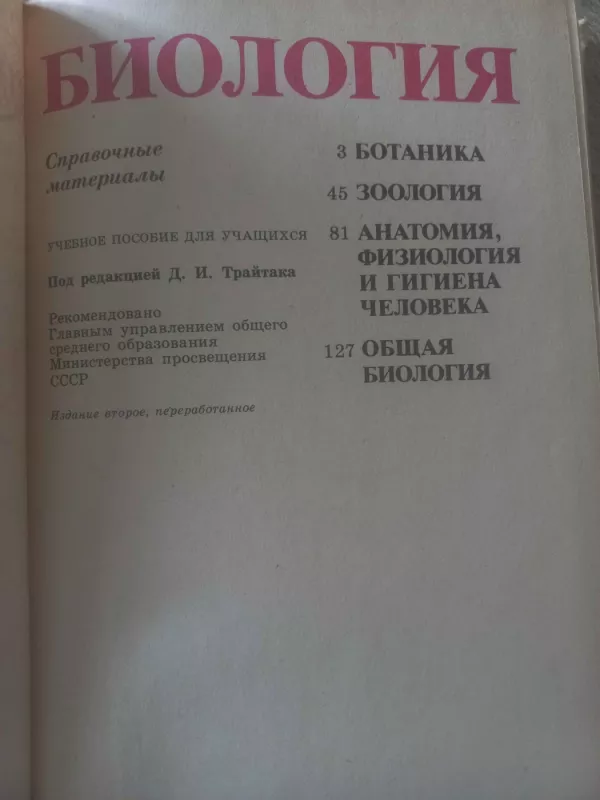 БИОЛОГИЯ
Справочные
материалы
УЧЕБНОЕ ПОСОБИЕ ДЛЯ УЧАЩИХСЯ
Под редакцией Д. И. Трайтака
Рекомендовано
Главным управлением общего
среднего образования
Министерства просвещения
СССР
Издание второе, переработанное
3 БОТАНИКА
45 ЗООЛОГИЯ
81 АНАТОМИЯ,
ФИЗИОЛОГИЯ
И ГИГИЕНА
ЧЕЛОВЕКА
127 ОБЩАЯ
БИОЛОГИЯ